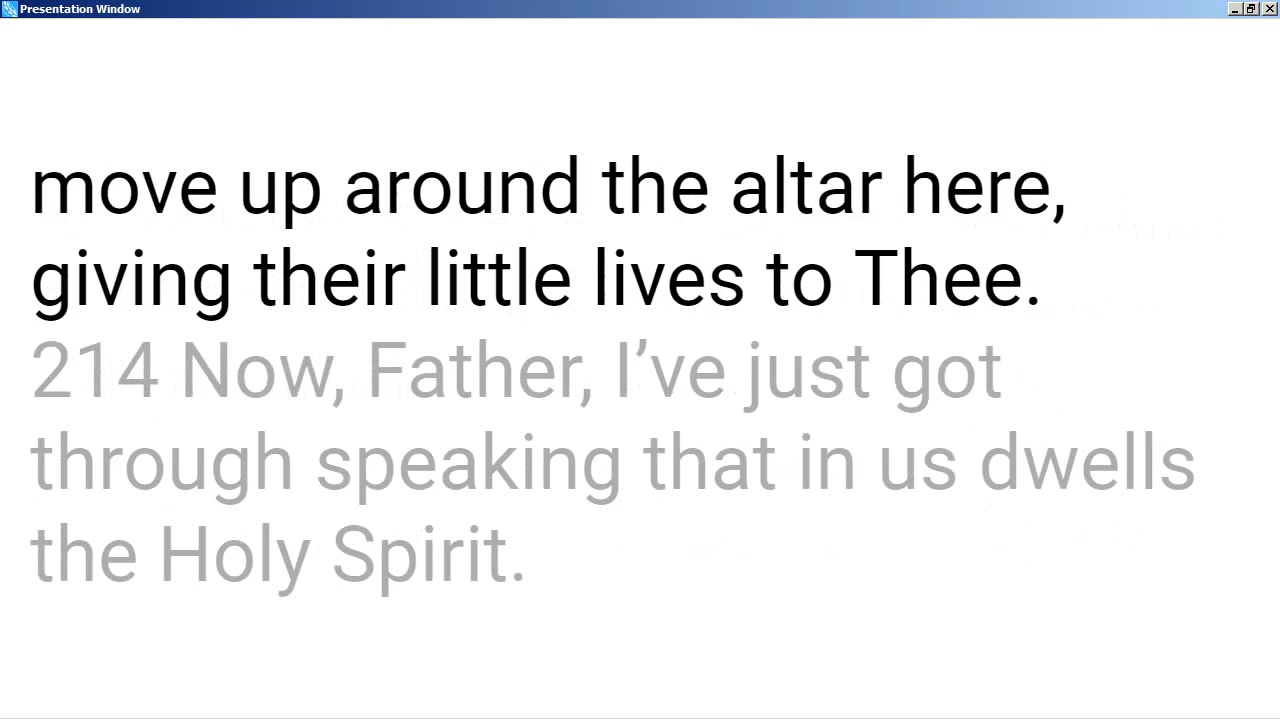 Presentation Window
move up around the altar here,
giving their little lives to Thee.
214 Now, Father, I’ve just got
through speaking that in us dwells
the Holy Spirit.